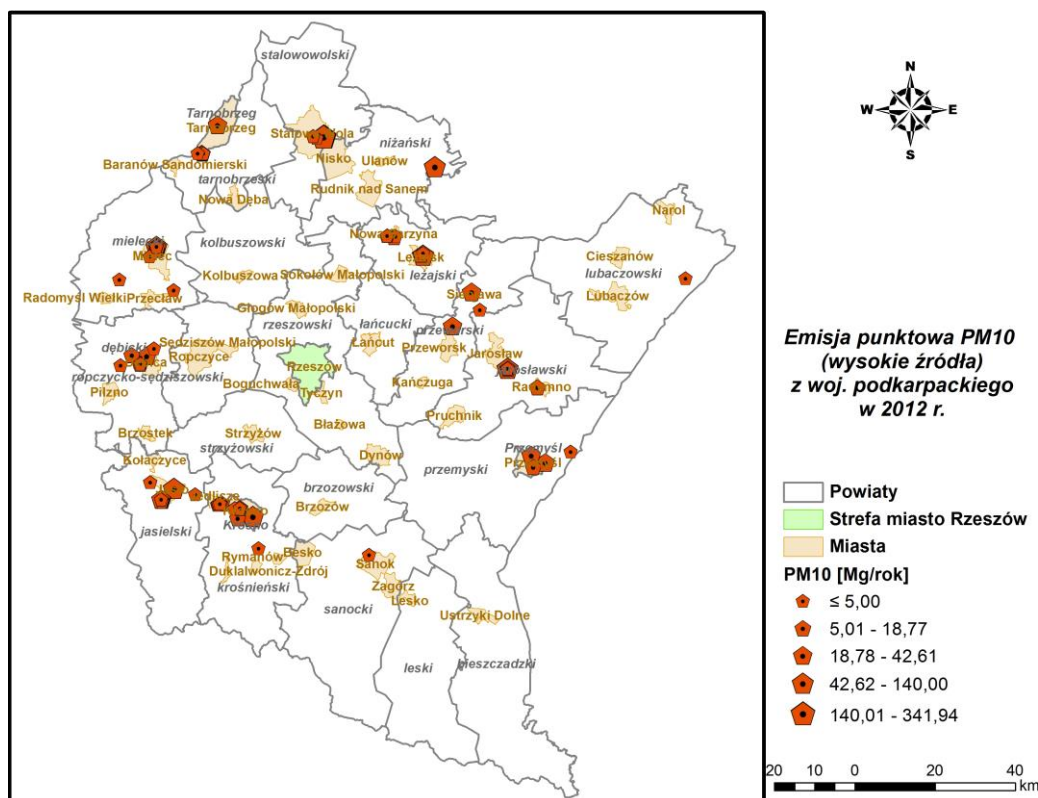 stalowowolski
Tarnobrzeg
Tarnobrzeg
Stalowa Wola
niżański
Baranów Sandomierski
Nisko
Ulanów
tarnobrzeski
Rudnik nad Sanem
Nowa Dęba
Narol
mielecki
kolbuszowski
Nowa Sarzyna
Mielec
Leżajsk
Cieszanów
Kolbuszowa
Sokołów Małopolski
leżajski
lubaczowski
Radomyśl Wielki
Przecław
Sieniawa
Lubaczów
Głogów Małopolski
rzeszowski
łańcucki
przeworski
dębicki
Sędziszów Małopolski
Łańcut
Przeworsk
Jarosław
Ropczyce
Dębica
Rzeszów
jarosławski
ropczycko-sędziszowski
Boguchwała
Kańczuga
Radymno
Pilzno
Tyczyn
Pruchnik
Błażowa
Brzostek
Strzyżów
strzyżowski
Przemyśl
Dynów
przemyski
Przemyśl
Kołaczyce
Jasło
Jedlicze
brzozowski
Brzozów
Krosno
Krosno
jasielski
Rymanów
Besko
Dukla
Iwonicz-Zdrój
Sanok
krośnieński
Zagórz
sanocki
Lesko
Ustrzyki Dolne
leski
bieszczadzki
N
W
E
S
Emisja punktowa PM10
(wysokie źródła)
z woj. podkarpackiego
w 2012 r.
Powiaty
Strefa miasto Rzeszów
Miasta
PM10 [Mg/rok]
≤ 5,00
5,01 - 18,77
18,78 - 42,61
42,62 - 140,00
140,01 - 341,94
20 10 0 20 40
km